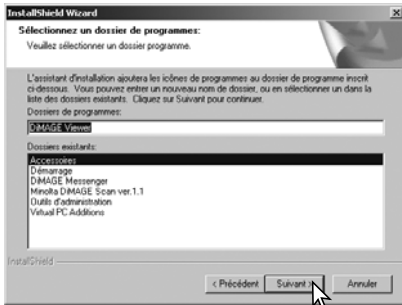 InstallShield Wizard
Sélectionnez un dossier de programmes:
Veuillez sélectionner un dossier programme.
L'assistant d'installation ajoutera les icônes de programmes au dossier de programme inscrit
ci-dessous. Vous pouvez entrer un nouveau nom de dossier, ou en sélectionner un dans la
liste des dossiers existants. Cliquez sur Suivant pour continuer.
Dossiers de programmes:
DiMAGE Viewer
Dossiers existants:
Accessoires
Démarrage
DiMAGE Messenger
Minolta DiMAGE Scan ver.1.1
Outils d'administration
Virtual PC Additions
InstallShield
< Précédent Suivant > Annuler